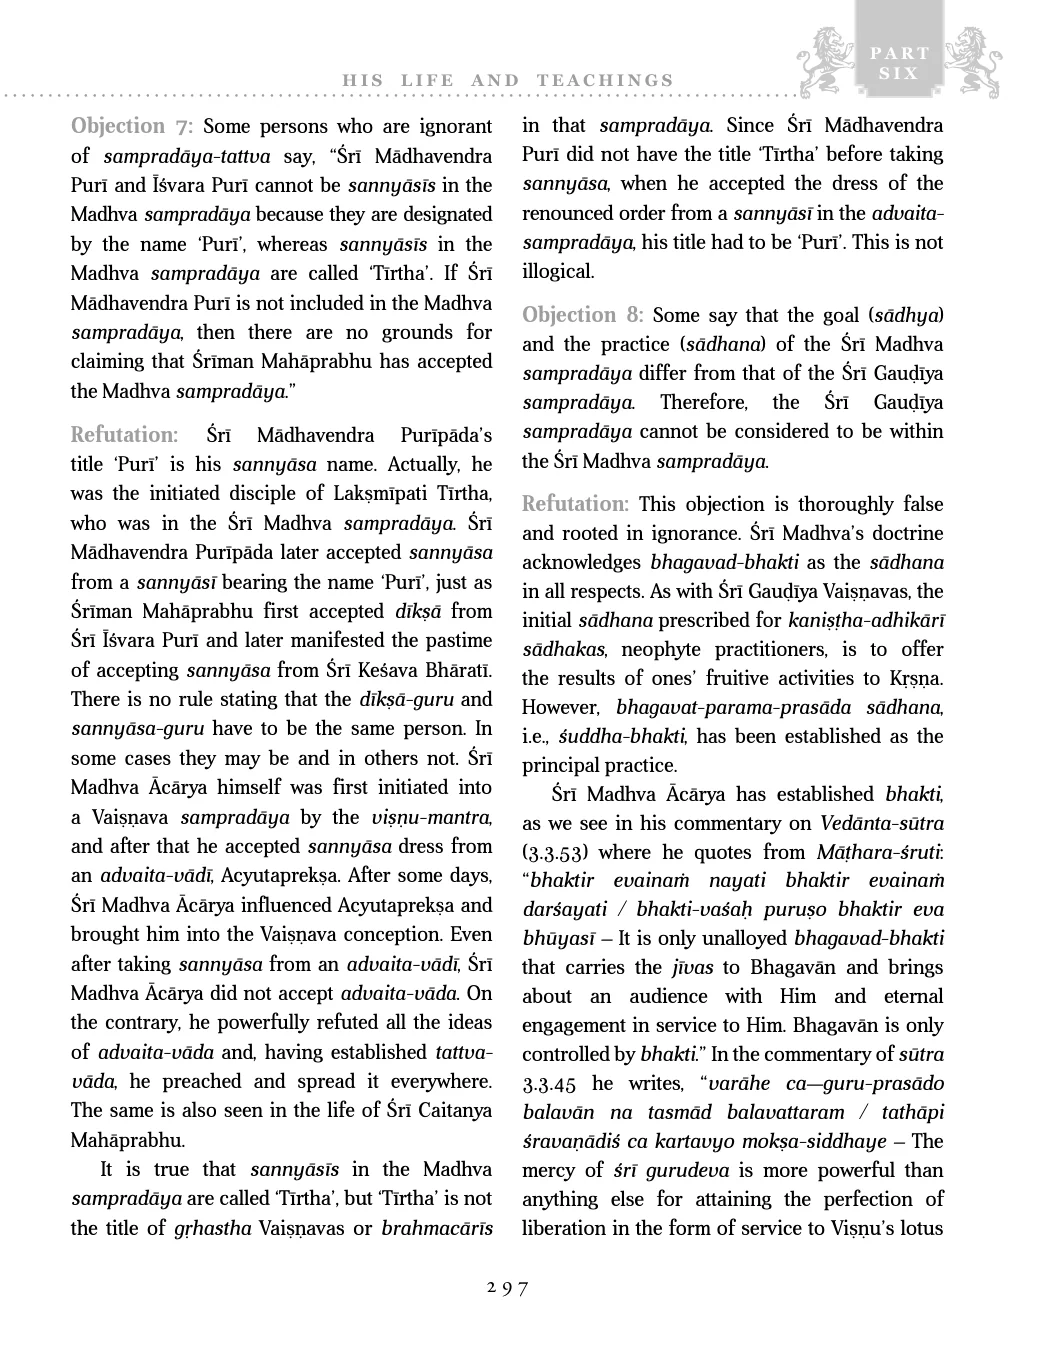 PART
SIX
HIS LIFE AND TEACHINGS
Objection 7: Some persons who are ignorant
of sampradāya-tattva say, “Śrī Mādhavendra
Purī and Īśvara Purī cannot be sannyāsīs in the
Madhva sampradāya because they are designated
by the name ‘Purī’, whereas sannyāsīs in the
Madhva sampradāya are called ‘Tīrtha’. If Śrī
Mādhavendra Purī is not included in the Madhva
sampradāya, then there are no grounds for
claiming that Śrīman Mahāprabhu has accepted
the Madhva sampradāya.”
Refutation: Śrī Mādhavendra Purīpāda’s
title ‘Purī’ is his sannyāsa name. Actually, he
was the initiated disciple of Lakṣmīpati Tīrtha,
who was in the Śrī Madhva sampradāya. Śrī
Mādhavendra Purīpāda later accepted sannyāsa
from a sannyāsī bearing the name ‘Purī’, just as
Śrīman Mahāprabhu first accepted dīkṣā from
Śrī Īśvara Purī and later manifested the pastime
of accepting sannyāsa from Śrī Keśava Bhāratī.
There is no rule stating that the dīkṣā-guru and
sannyāsa-guru have to be the same person. In
some cases they may be and in others not. Śrī
Madhva Ācārya himself was first initiated into
a Vaiṣṇava sampradāya by the viṣṇu-mantra,
and after that he accepted sannyāsa dress from
an advaita-vādī, Acyutaprekṣa. After some days,
Śrī Madhva Ācārya influenced Acyutaprekṣa and
brought him into the Vaiṣṇava conception. Even
after taking sannyāsa from an advaita-vādī, Śrī
Madhva Ācārya did not accept advaita-vāda. On
the contrary, he powerfully refuted all the ideas
of advaita-vāda and, having established tattva-
vāda, he preached and spread it everywhere.
The same is also seen in the life of Śrī Caitanya
Mahāprabhu.
It is true that sannyāsīs in the Madhva
sampradāya are called ‘Tīrtha’, but ‘Tīrtha’ is not
the title of gṛhastha Vaiṣṇavas or brahmacārīs
in that sampradāya. Since Śrī Mādhavendra
Purī did not have the title ‘Tīrtha’ before taking
sannyāsa, when he accepted the dress of the
renounced order from a sannyāsī in the advaita-
sampradāya, his title had to be ‘Purī’. This is not
illogical.
Objection 8: Some say that the goal (sādhya)
and the practice (sādhana) of the Śrī Madhva
sampradāya differ from that of the Śrī Gauḍīya
sampradāya. Therefore, the Śrī Gauḍīya
sampradāya cannot be considered to be within
the Śrī Madhva sampradāya.
Refutation: This objection is thoroughly false
and rooted in ignorance. Śrī Madhva’s doctrine
acknowledges bhagavad-bhakti as the sādhana
in all respects. As with Śrī Gauḍīya Vaiṣṇavas, the
initial sādhana prescribed for kaniṣṭha-adhikārī
sādhakas, neophyte practitioners, is to offer
the results of ones’ fruitive activities to Kṛṣṇa.
However, bhagavat-parama-prasāda sādhana,
i.e., śuddha-bhakti, has been established as the
principal practice.
Śrī Madhva Ācārya has established bhakti,
as we see in his commentary on Vedānta-sūtra
(3.3.53) where he quotes from Māṭhara-śruti:
“bhaktir evainaṁ nayati bhaktir evainaṁ
darśayati / bhakti-vaśaḥ puruṣo bhaktir eva
bhūyasī – It is only unalloyed bhagavad-bhakti
that carries the jīvas to Bhagavān and brings
about an audience with Him and eternal
engagement in service to Him. Bhagavān is only
controlled by bhakti.” In the commentary of sūtra
3.3.45 he writes, “varāhe ca—guru-prasādo
balavān na tasmād balavattaram / tathāpi
śravaṇādiś ca kartavyo mokṣa-siddhaye – The
mercy of śrī gurudeva is more powerful than
anything else for attaining the perfection of
liberation in the form of service to Viṣṇu’s lotus
297